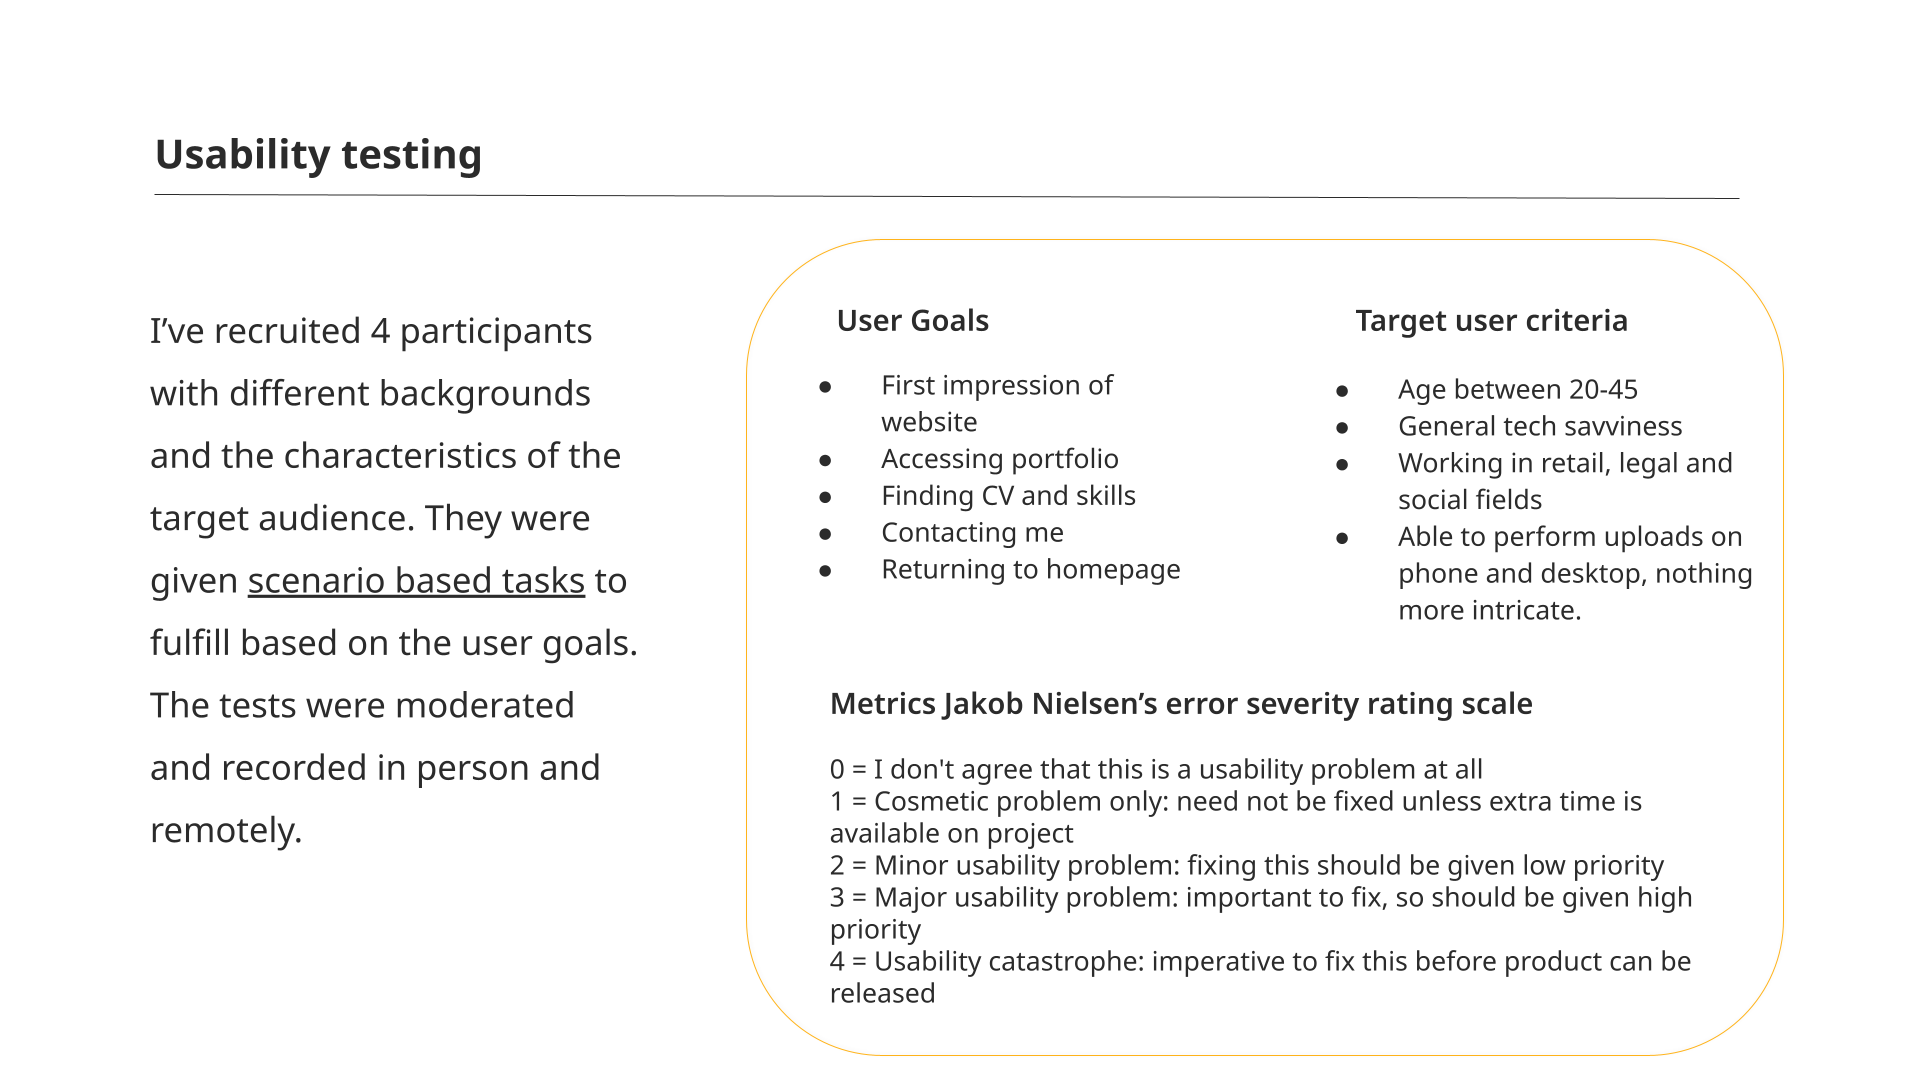 Usability testing
I’ve recruited 4 participants
with different backgrounds
and the characteristics of the
target audience. They were
given scenario based tasks to
fulfill based on the user goals.
The tests were moderated
and recorded in person and
remotely.
User Goals
● First impression of
website
● Accessing portfolio
● Finding CV and skills
● Contacting me
● Returning to homepage
Target user criteria
● Age between 20-45
● General tech savviness
● Working in retail, legal and
social fields
● Able to perform uploads on
phone and desktop, nothing
more intricate.
Metrics Jakob Nielsen’s error severity rating scale
0 = I don't agree that this is a usability problem at all
1 = Cosmetic problem only: need not be fixed unless extra time is
available on project
2 = Minor usability problem: fixing this should be given low priority
3 = Major usability problem: important to fix, so should be given high
priority
4 = Usability catastrophe: imperative to fix this before product can be
released